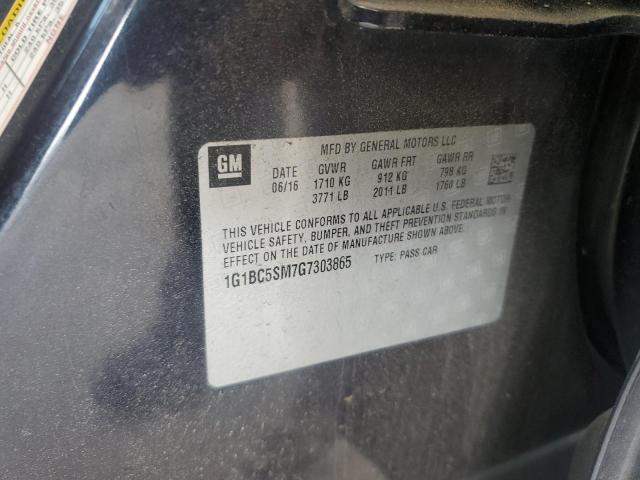 GM
MFD BY GENERAL MOTORS LLC
DATE GVWR GAWR FRT GAWR RR
06/16 1710 KG 912 KG 798 KG
3771 LB 2011 LB 1760 LB
THIS VEHICLE CONFORMS TO ALL APPLICABLE U.S. FEDERAL MOTOR
VEHICLE SAFETY, BUMPER, AND THEFT PREVENTION STANDARDS IN
EFFECT ON THE DATE OF MANUFACTURE SHOWN ABOVE.
1G1BC5SM7G7303865 TYPE: PASS CAR